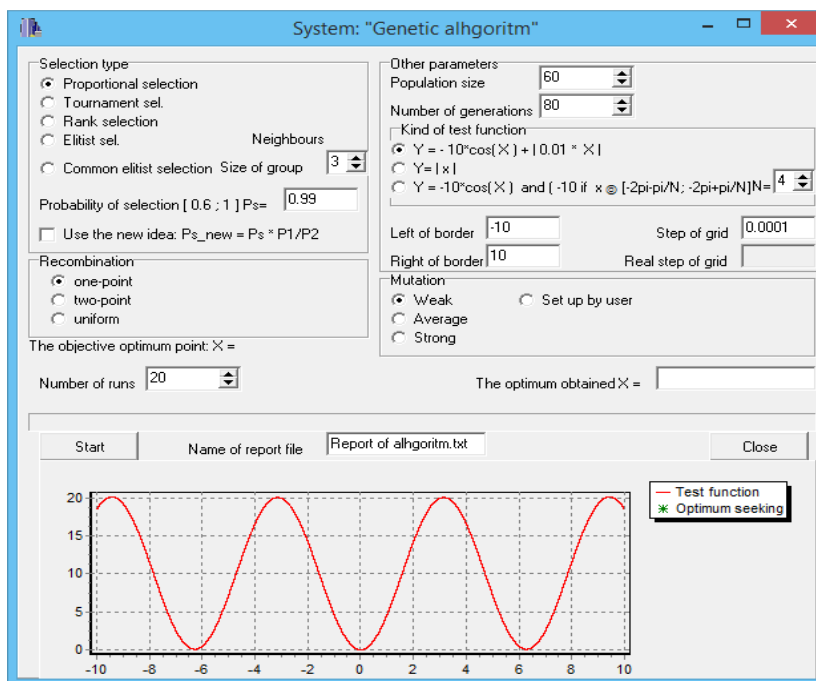 System: "Genetic alhgoritm"
Selection type
Proportional selection
Tournament sel.
Rank selection
Elitist sel.
Neighbours
Common elitist selection Size of group 3
Probability of selection [ 0.6 ; 1 ] Ps= 0.99
Use the new idea: Ps_new = Ps * P1/P2
Other parameters
Population size 60
Number of generations 80
Kind of test function
Y = - 10*cos( X ) + | 0.01 * X |
Y= | x |
Y = -10*cos( X ) and ( -10 if x @ [-2pi-pi/N; -2pi+pi/N]N= 4
Left of border -10
Step of grid 0.0001
Right of border 10
Real step of grid
Recombination
one-point
two-point
uniform
Mutation
Weak
Set up by user
Average
Strong
The objective optimum point: X =
Number of runs 20
The optimum obtained X =
Start
Name of report file Report of alhgoritm.txt
Close
Test function
Optimum seeking
20
15
10
5
0
-10 -8 -6 -4 -2 0 2 4 6 8 10